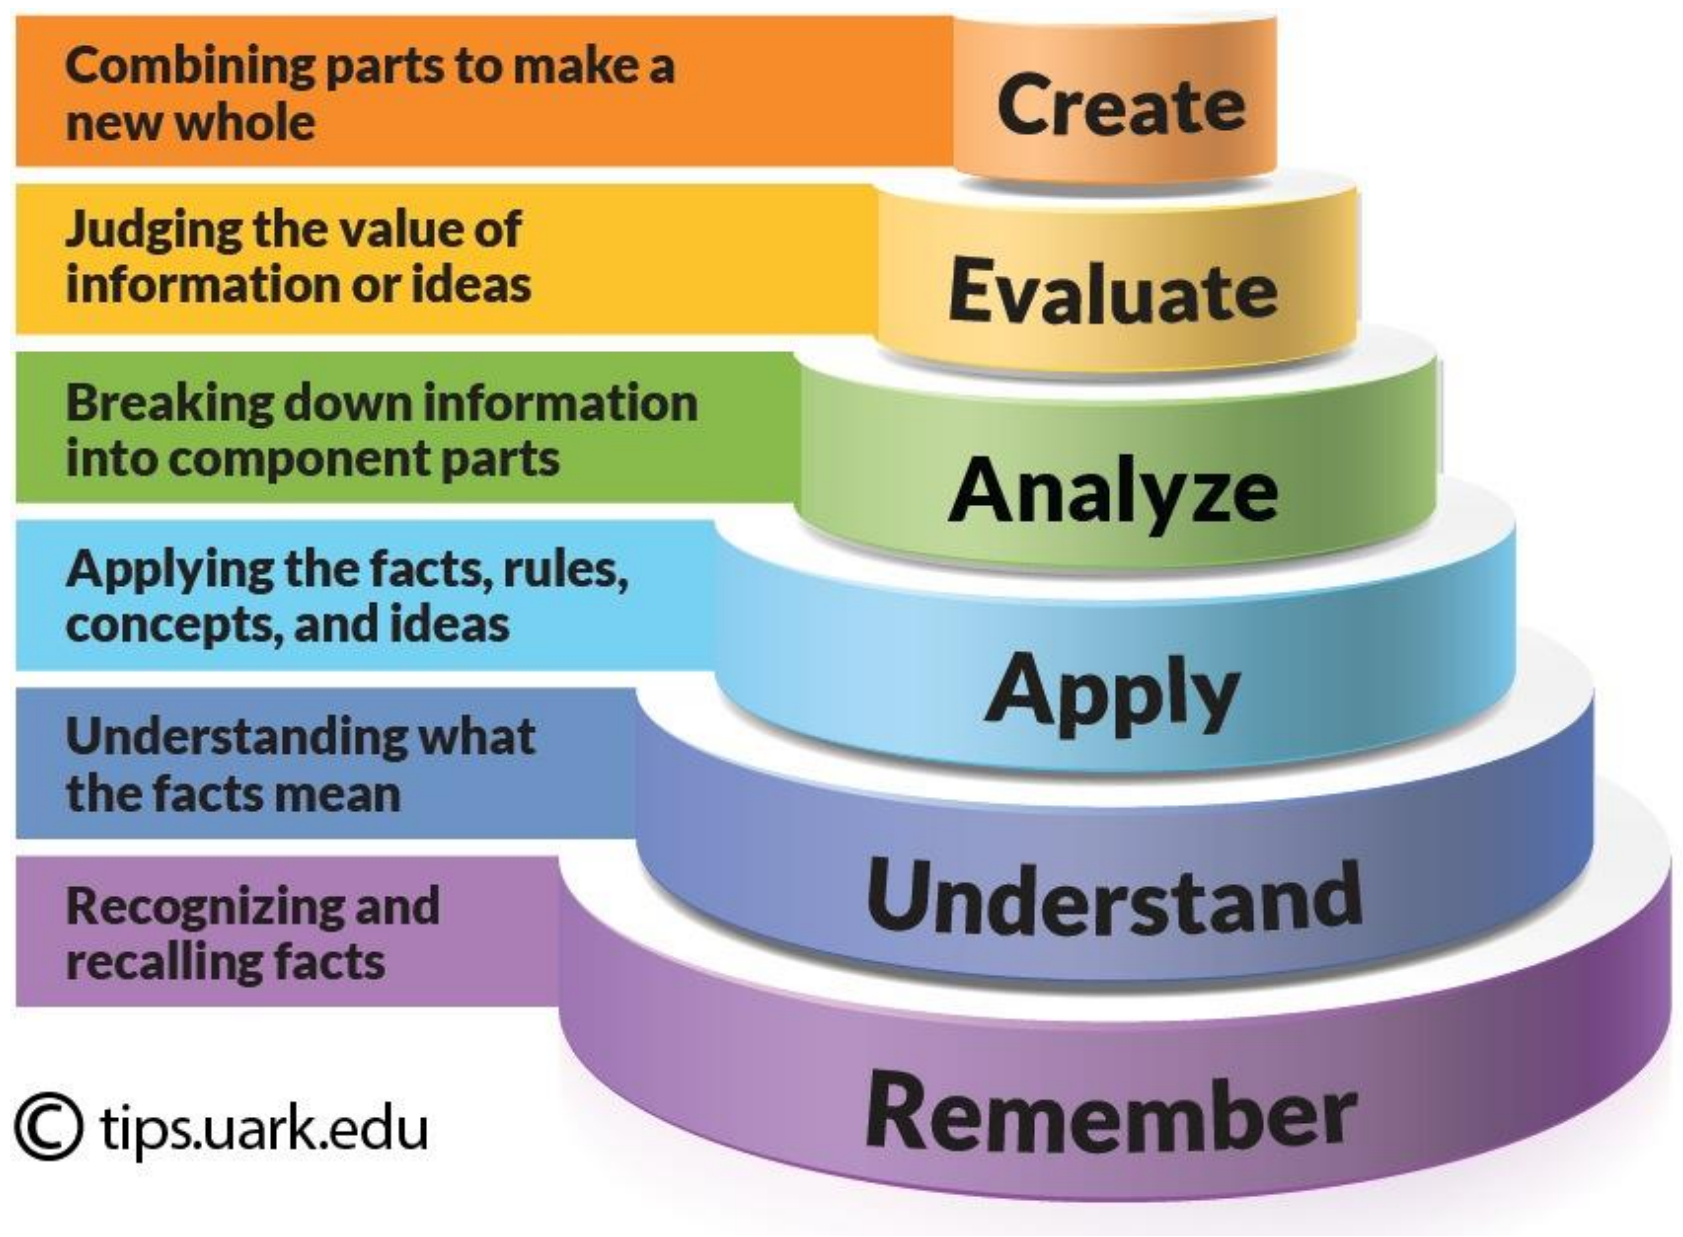 Combining parts to make a
new whole
Create
Judging the value of
information or ideas
Evaluate
Breaking down information
into component parts
Analyze
Applying the facts, rules,
concepts, and ideas
Apply
Understanding what
the facts mean
Understand
Recognizing and
recalling facts
Remember
© tips.uark.edu